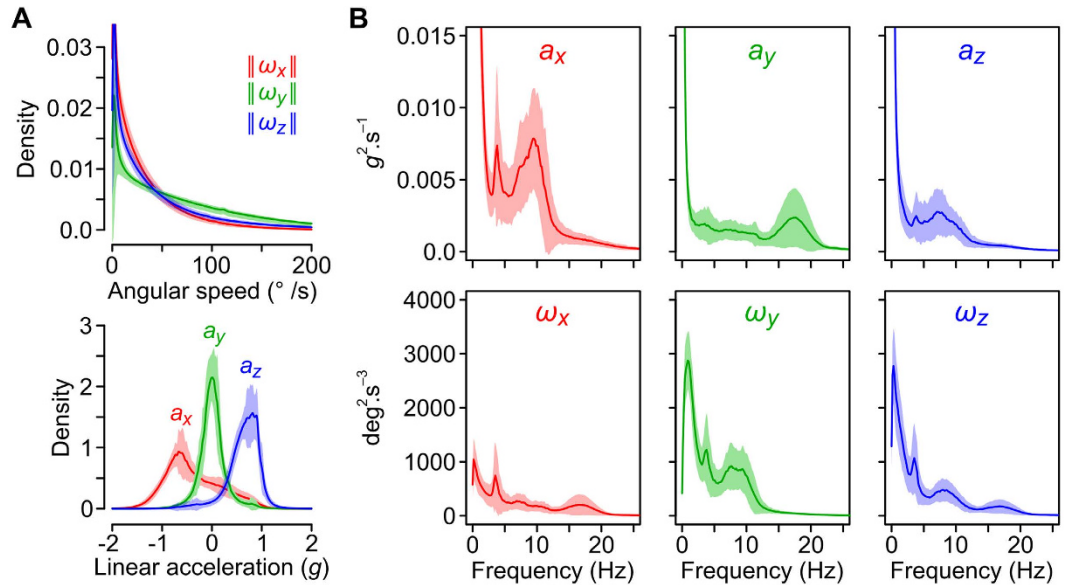 A
0.03
0.02
0.01
0.0
Density
‖ωx‖
‖ωy‖
‖ωz‖
0 100 200
Angular speed (° /s)
3
2
1
0
Density
ax
ay
az
-2 -1 0 1 2
Linear acceleration (g)
B
0.015
0.010
0.005
0.0
g².s⁻¹
ax
ay
az
4000
3000
2000
1000
0
deg².s⁻³
ωx
ωy
ωz
0 10 20
0 10 20
0 10 20
Frequency (Hz)
Frequency (Hz)
Frequency (Hz)